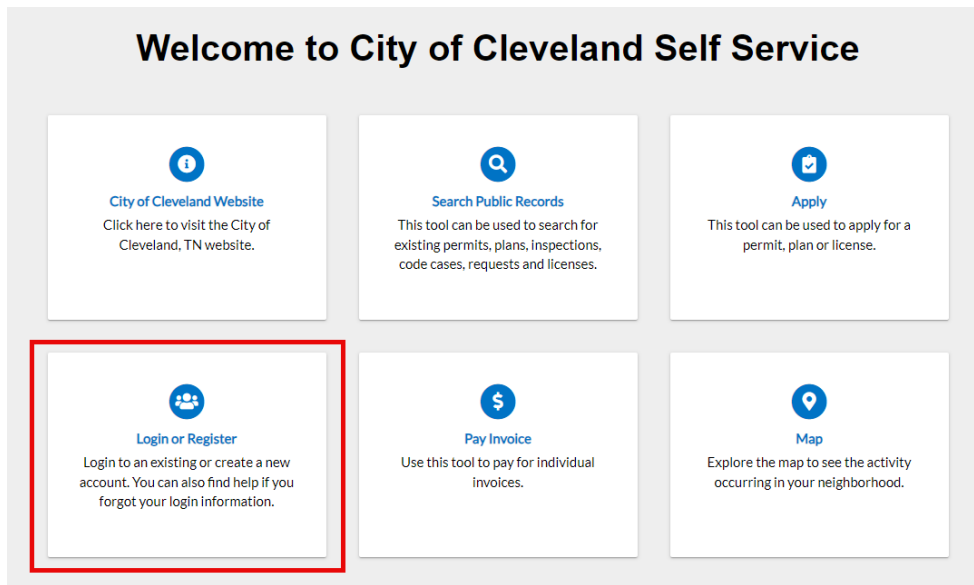 Welcome to City of Cleveland Self Service
City of Cleveland Website
Click here to visit the City of
Cleveland, TN website.
Search Public Records
This tool can be used to search for
existing permits, plans, inspections,
code cases, requests and licenses.
Apply
This tool can be used to apply for a
permit, plan or license.
Login or Register
Login to an existing or create a new
account. You can also find help if you
forgot your login information.
Pay Invoice
Use this tool to pay for individual
invoices.
Map
Explore the map to see the activity
occurring in your neighborhood.